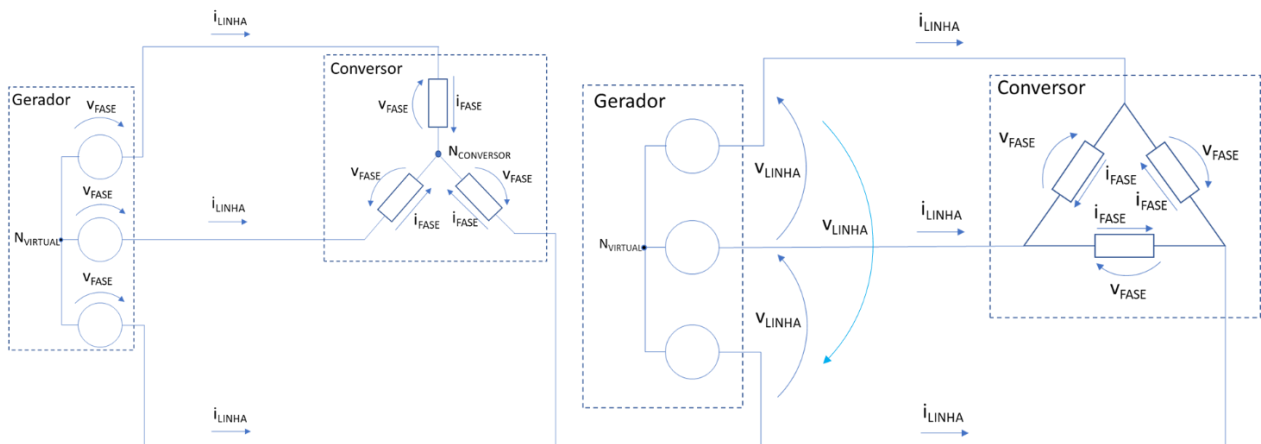 iLINHA
Conversor
Gerador
vFASE
vFASE
iFASE
NCONVERSOR
vFASE
vFASE
vFASE
iLINHA
iFASE
iFASE
NVIRTUAL
vFASE
iLINHA
iLINHA
Conversor
Gerador
vFASE
vFASE
vLINHA
iFASE
iFASE
iLINHA
iFASE
vLINHA
NVIRTUAL
vFASE
vLINHA
iLINHA